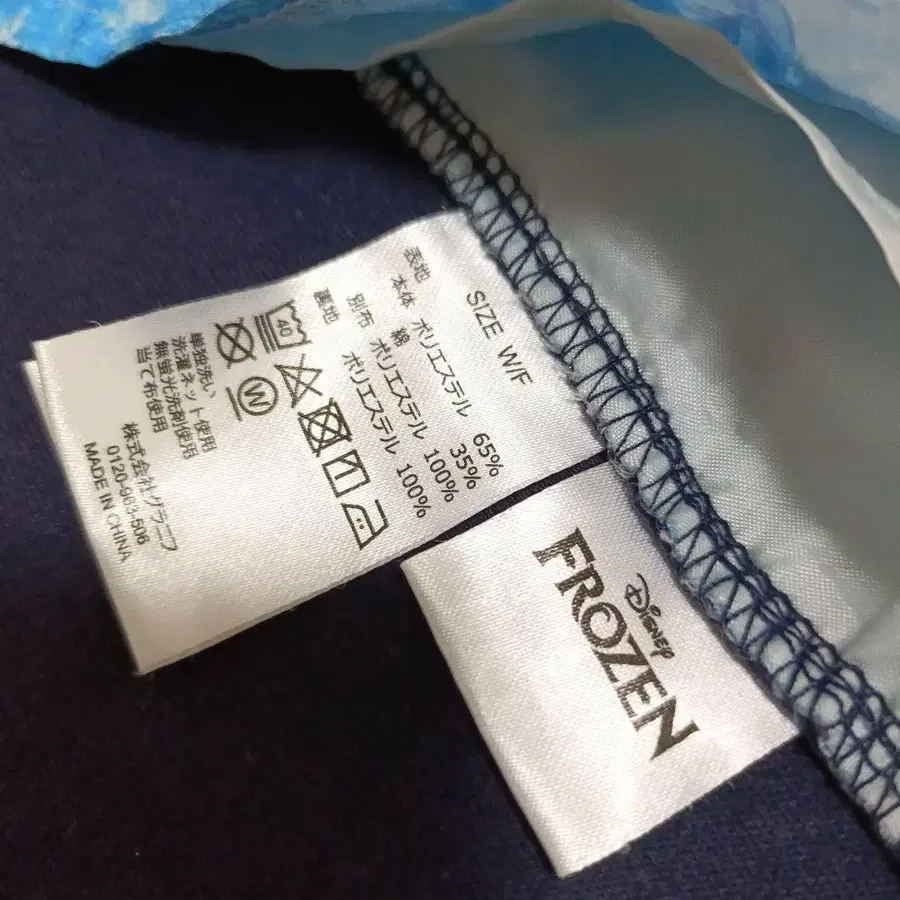 SIZE W/F
表地
本体 ポリエステル 65%
綿 35%
別布 ポリエステル 100%
裏地 ポリエステル 100%
40
W
単独洗い
洗濯ネット使用
無蛍光洗剤使用
当て布使用
株式会社グラニフ
0120-963-506
MADE IN CHINA
Disney
FROZEN